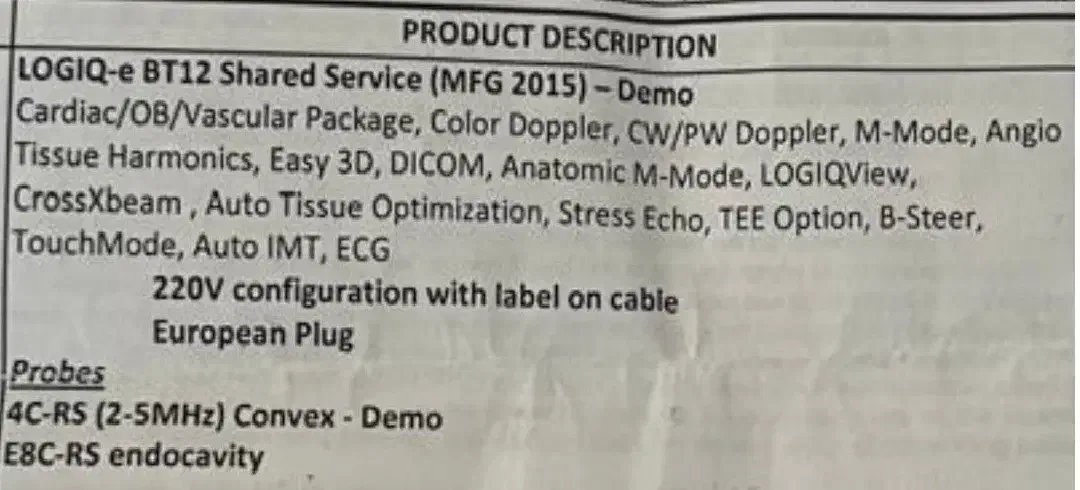 PRODUCT DESCRIPTION
LOGIQ-e BT12 Shared Service (MFG 2015) – Demo
Cardiac/OB/Vascular Package, Color Doppler, CW/PW Doppler, M-Mode, Angio
Tissue Harmonics, Easy 3D, DICOM, Anatomic M-Mode, LOGIQView,
CrossXbeam , Auto Tissue Optimization, Stress Echo, TEE Option, B-Steer,
TouchMode, Auto IMT, ECG
220V configuration with label on cable
European Plug
Probes
4C-RS (2-5MHz) Convex - Demo
E8C-RS endocavity